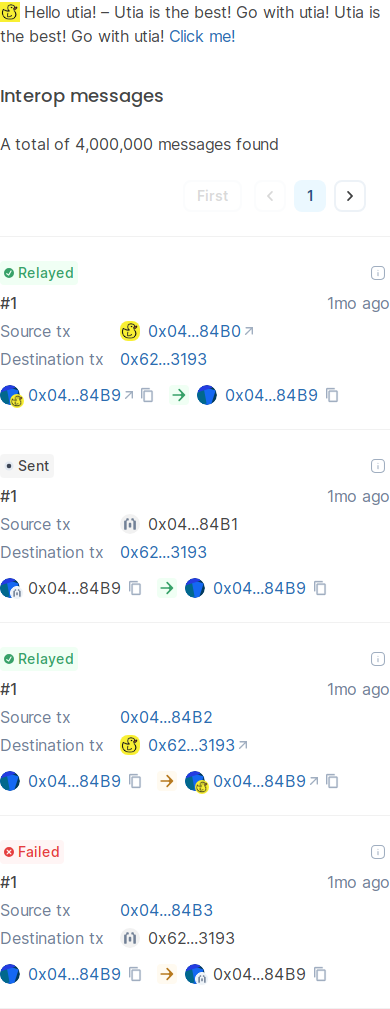 Hello utia! – Utia is the best! Go with utia! Utia is
the best! Go with utia! Click me!
Interop messages
A total of 4,000,000 messages found
First 1
Relayed
#1 1mo ago
Source tx 0x04...84B0
Destination tx 0x62...3193
0x04...84B9 0x04...84B9
Sent
#1 1mo ago
Source tx 0x04...84B1
Destination tx 0x62...3193
0x04...84B9 0x04...84B9
Relayed
#1 1mo ago
Source tx 0x04...84B2
Destination tx 0x62...3193
0x04...84B9 0x04...84B9
Failed
#1 1mo ago
Source tx 0x04...84B3
Destination tx 0x62...3193
0x04...84B9 0x04...84B9